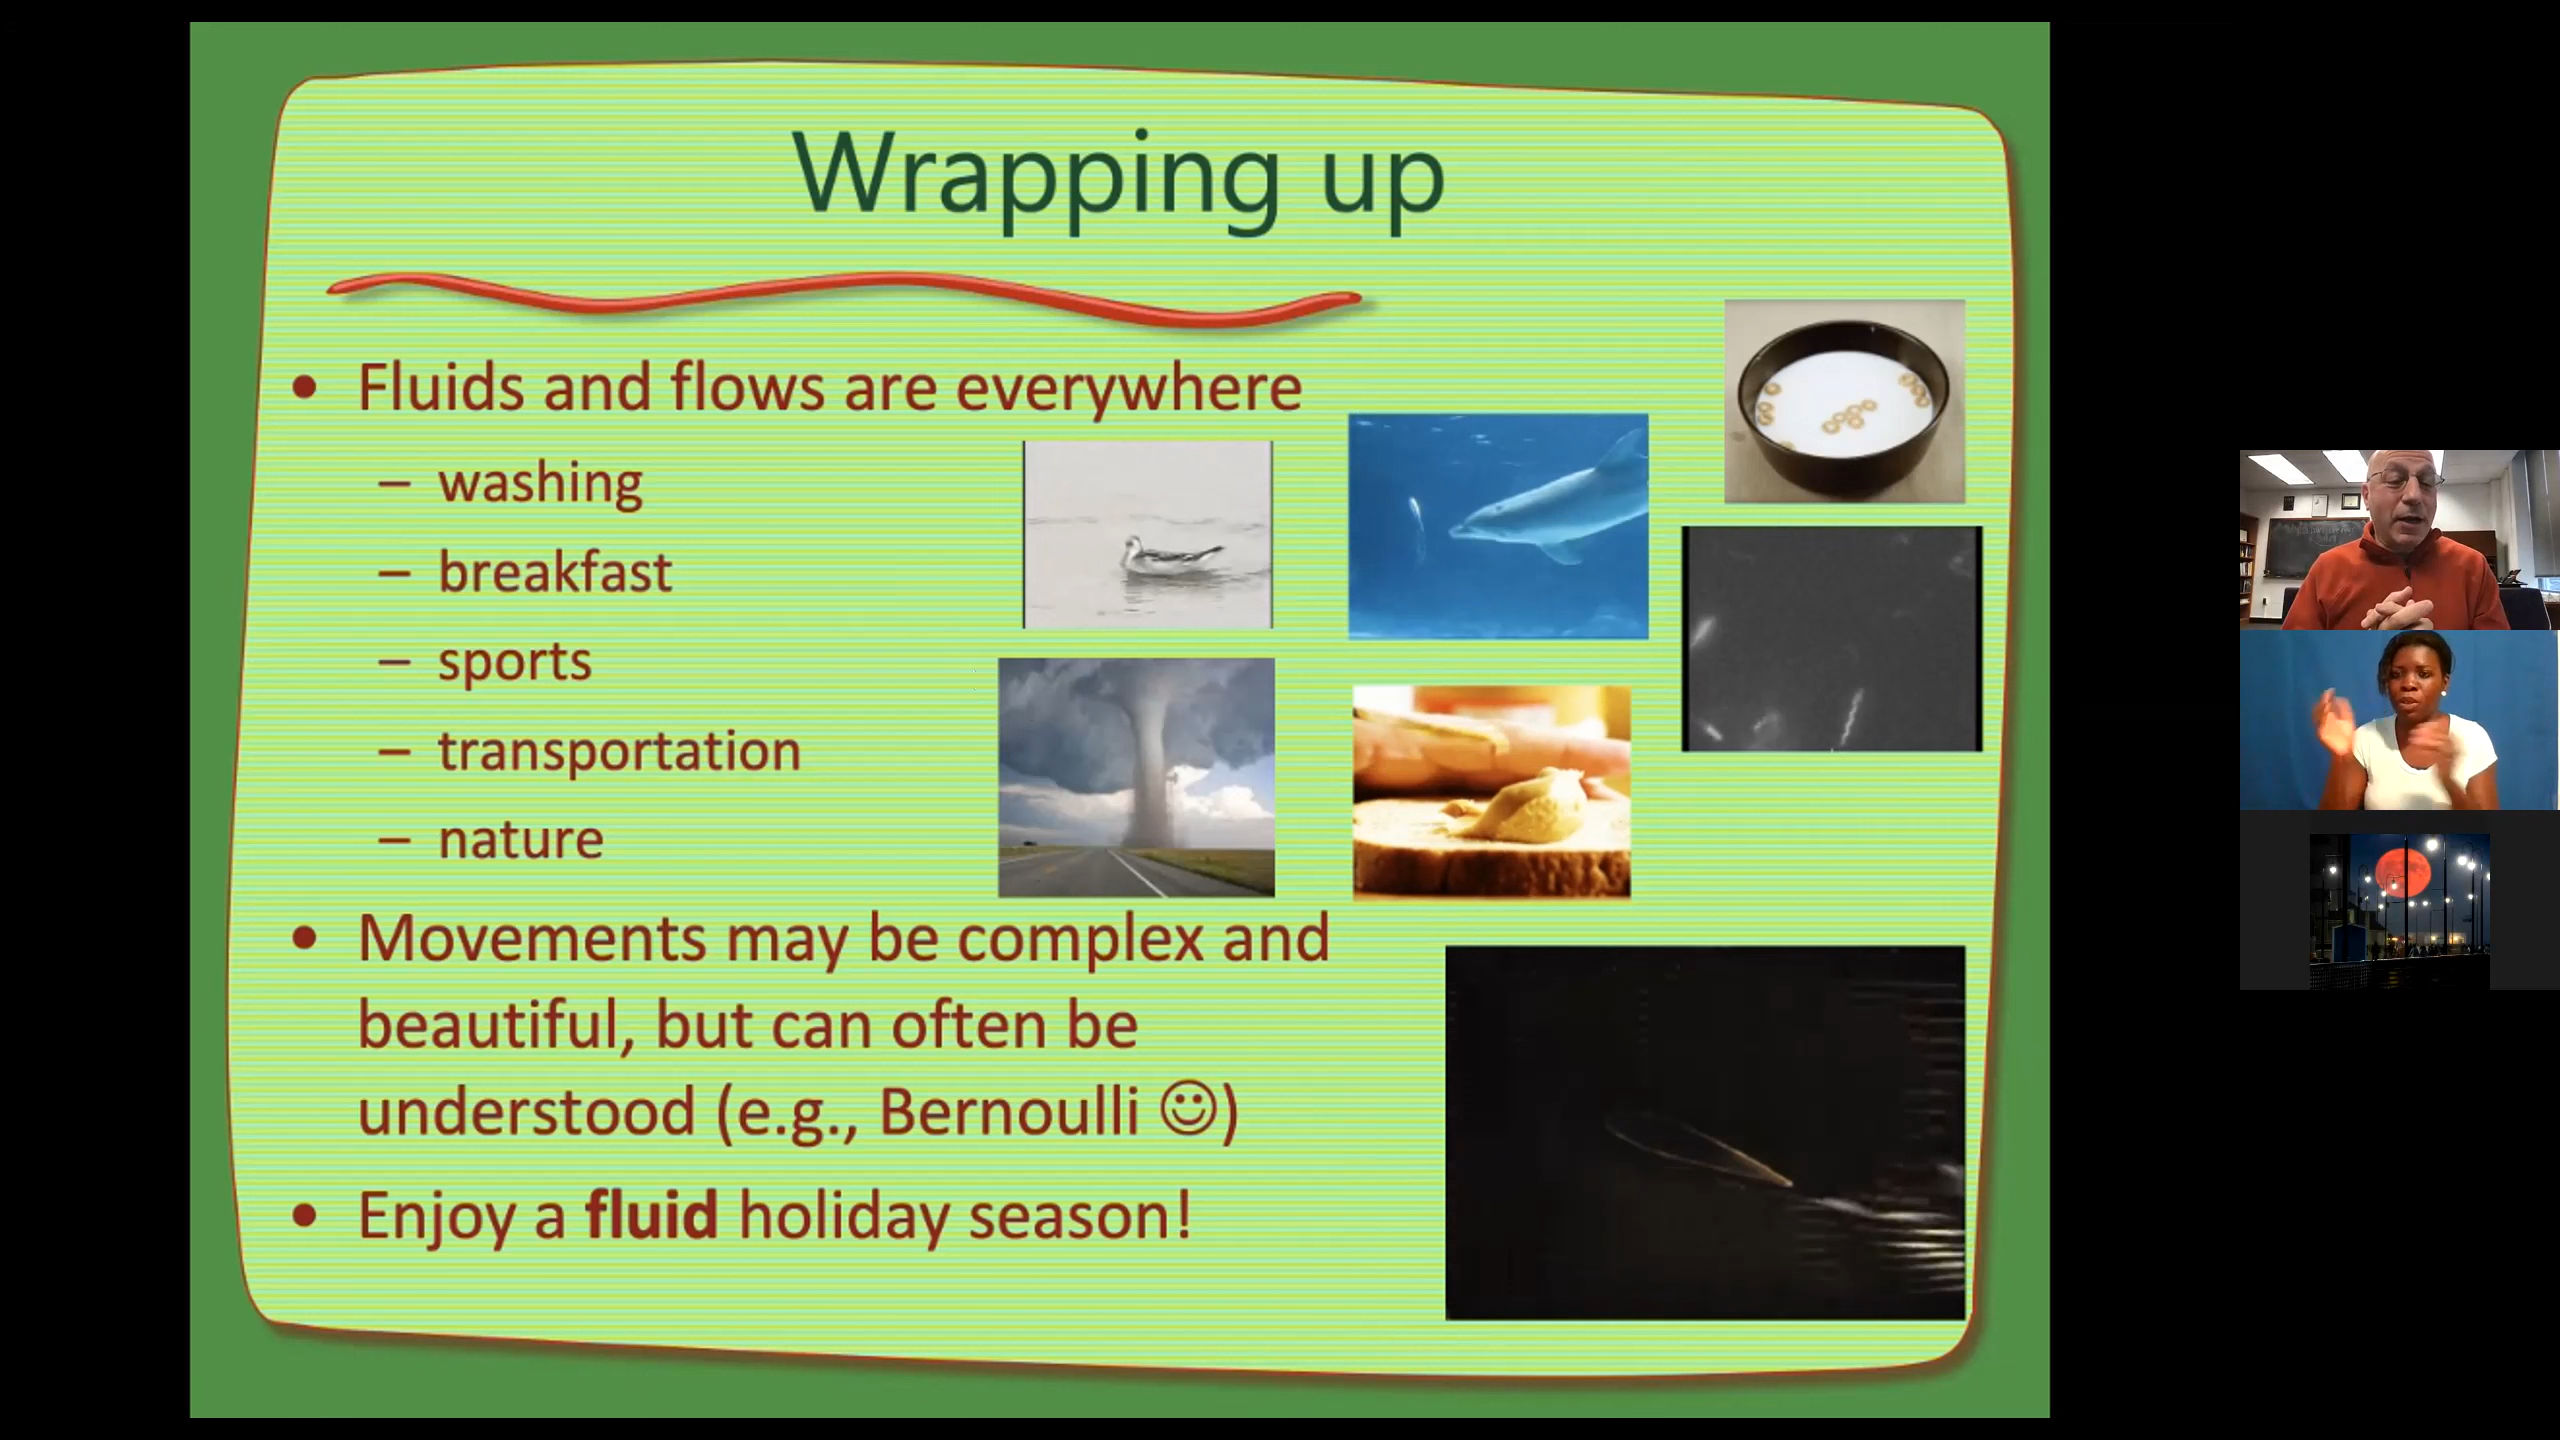 Wrapping up
• Fluids and flows are everywhere
– washing
– breakfast
– sports
– transportation
– nature
• Movements may be complex and
beautiful, but can often be
understood (e.g., Bernoulli ☺)
• Enjoy a fluid holiday season!